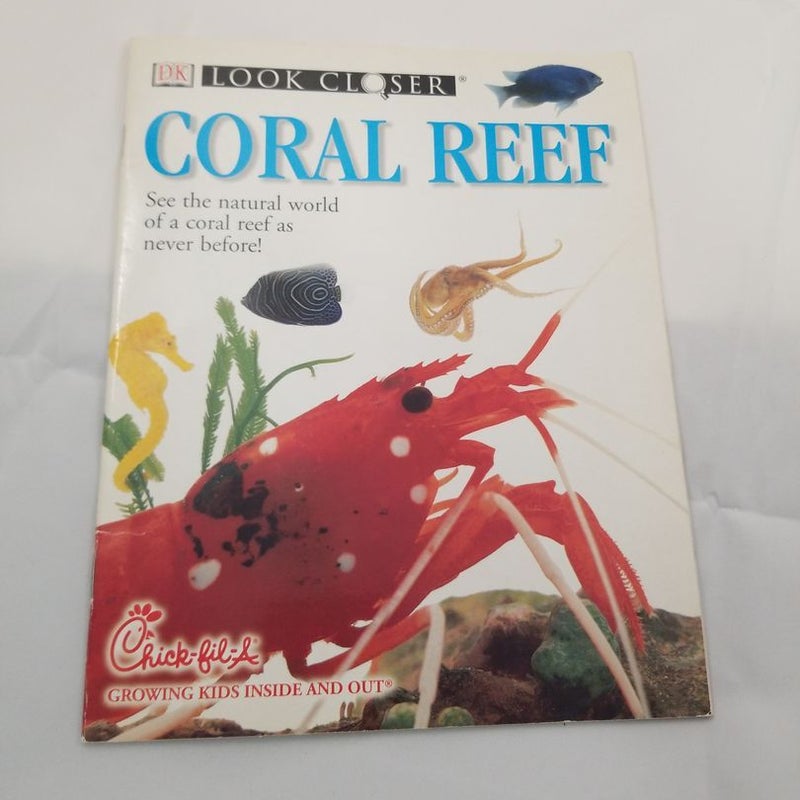 DK LOOK CLOSER®
CORAL REEF
See the natural world
of a coral reef as
never before!
Chick-fil-A®
GROWING KIDS INSIDE AND OUT®